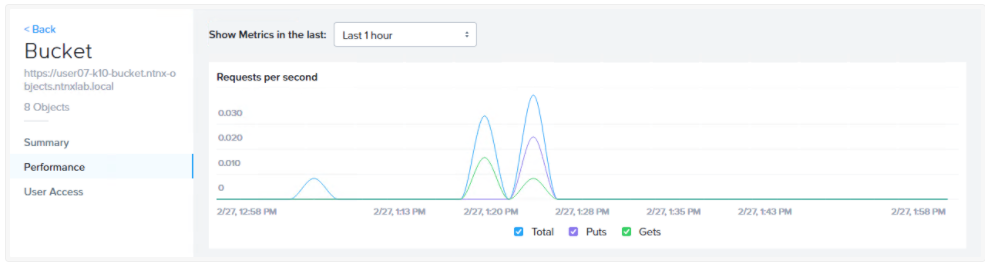 < Back
Bucket
https://user07-k10-bucket.ntnx-o
bjects.ntnxlab.local
8 Objects
Summary
Performance
User Access
Show Metrics in the last: Last 1 hour
Requests per second
0.030
0.020
0.010
0
2/27, 12:58 PM 2/27, 1:13 PM 2/27, 1:20 PM 2/27, 1:28 PM 2/27, 1:35 PM 2/27, 1:43 PM 2/27, 1:58 PM
Total Puts Gets